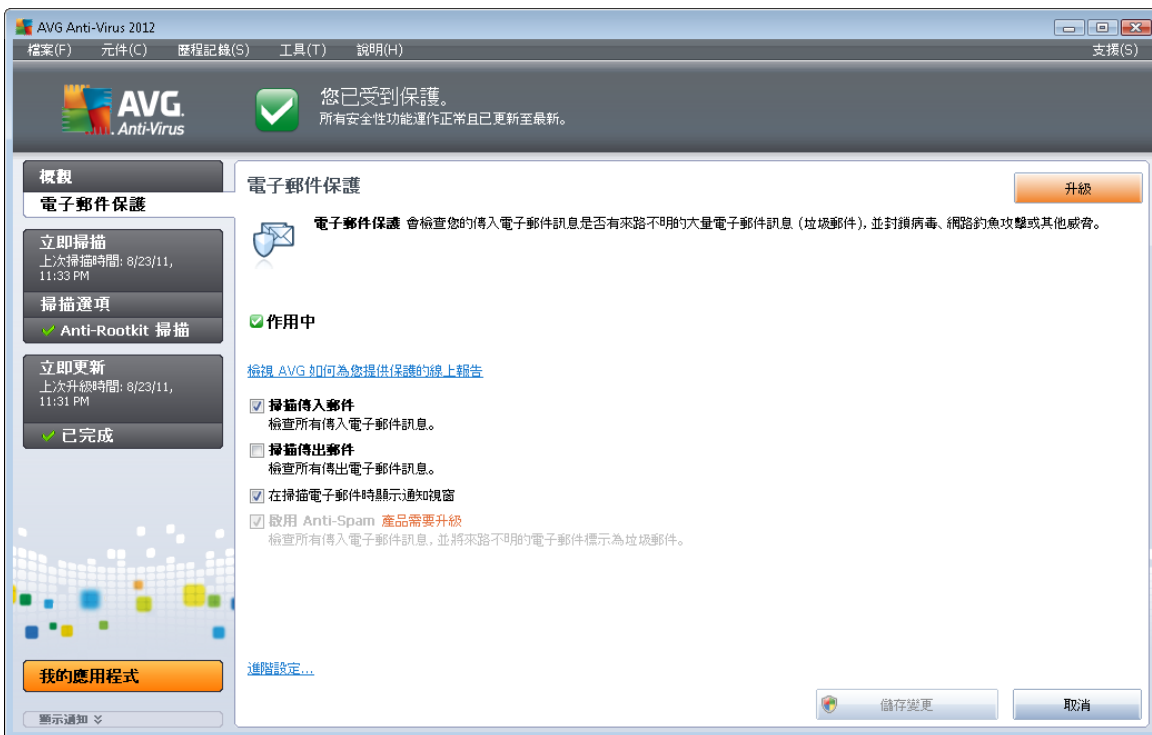 AVG Anti-Virus 2012
檔案(F) 元件(C) 歷程記錄(S) 工具(T) 說明(H) 支援(S)
AVG.
Anti-Virus
您已受到保護。
所有安全性功能運作正常且已更新至最新。
概觀
電子郵件保護
立即掃描
上次掃描時間: 8/23/11,
11:33 PM
掃描選項
Anti-Rootkit 掃描
立即更新
上次升級時間: 8/23/11,
11:31 PM
已完成
我的應用程式
顯示通知
電子郵件保護
升級
電子郵件保護 會檢查您的傳入電子郵件訊息是否有來路不明的大量電子郵件訊息 (垃圾郵件), 並封鎖病毒、網路釣魚攻擊或其他威脅。
作用中
檢視 AVG 如何為您提供保護的線上報告
掃描傳入郵件
檢查所有傳入電子郵件訊息。
掃描傳出郵件
檢查所有傳出電子郵件訊息。
在掃描電子郵件時顯示通知視窗
啟用 Anti-Spam 產品需要升級
檢查所有傳入電子郵件訊息, 並將來路不明的電子郵件標示為垃圾郵件。
進階設定...
儲存變更
取消